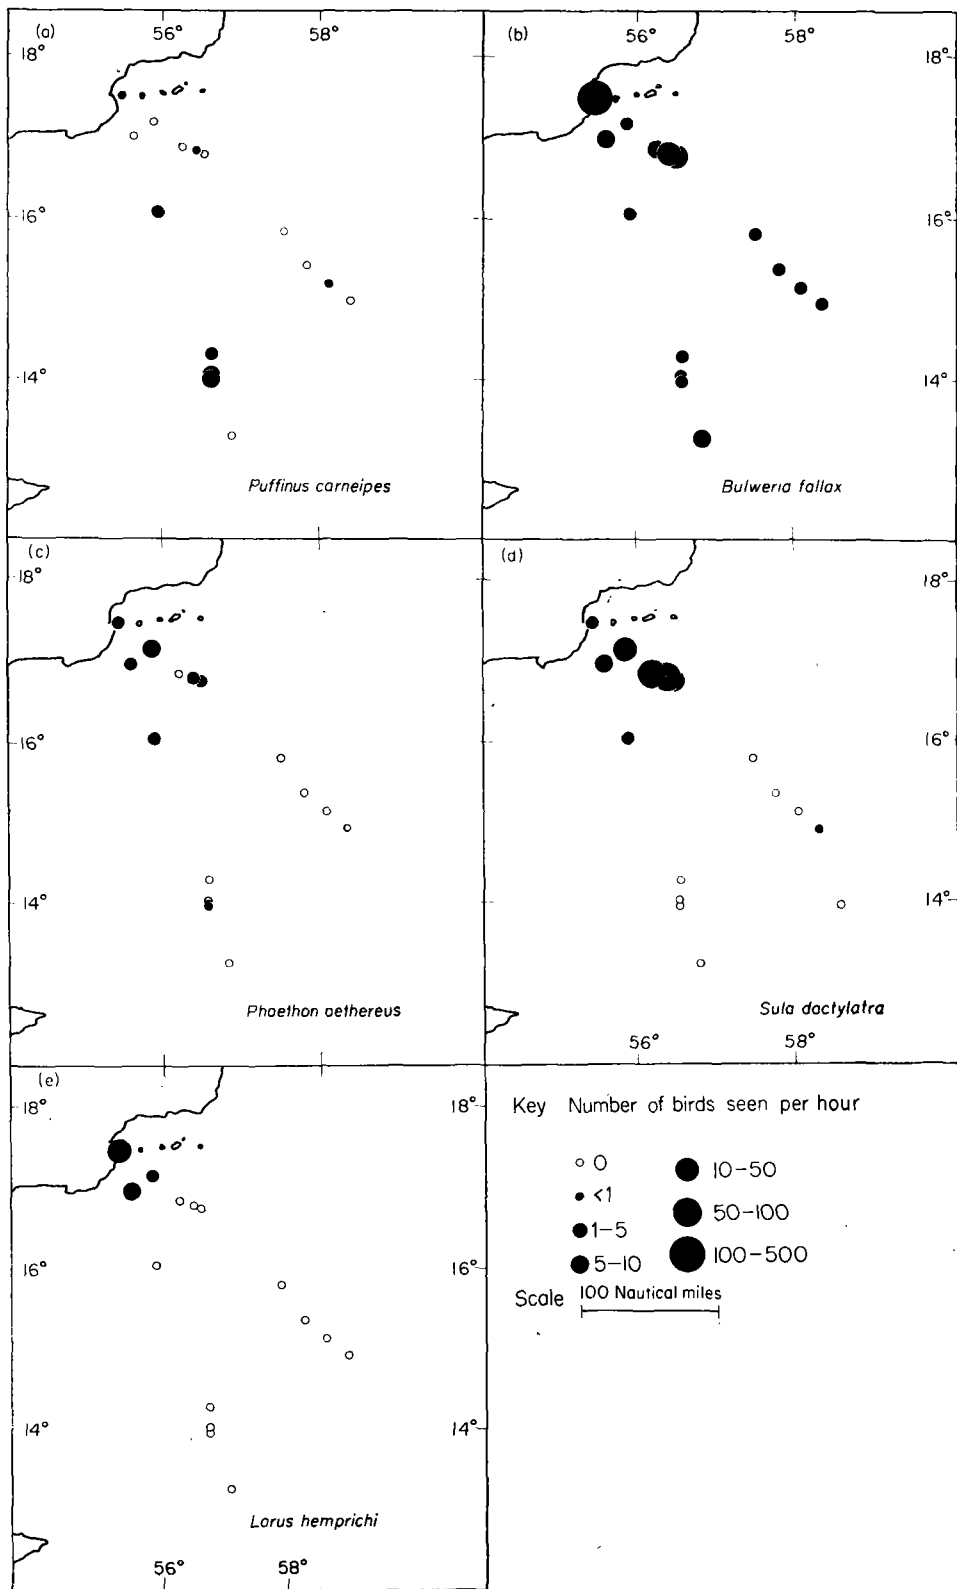 (a) 56° 58°
18°
16°
14°
Puffinus carneipes
(b) 56° 58°
18°
16°
14°
Bulweria fallax
(c)
18°
16°
14°
Phaethon aethereus
(d)
18°
16°
14°
Sula dactylatra
56° 58°
(e)
18° 18°
16° 16°
14° 14°
Larus hemprichi
56° 58°
Key Number of birds seen per hour
0
<1
1–5
5–10
10–50
50–100
100–500
Scale 100 Nautical miles